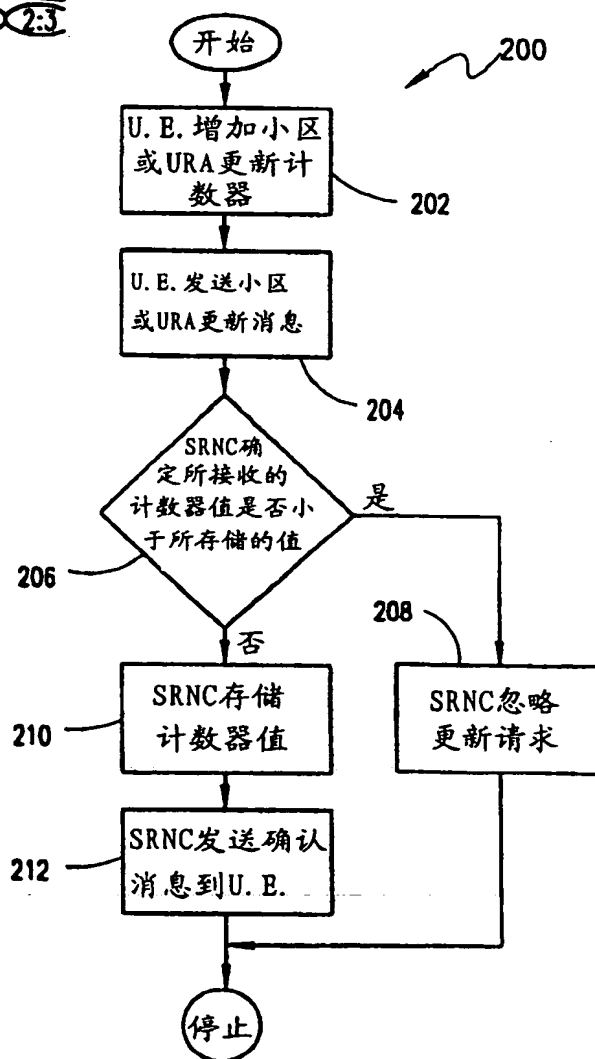 2:3
开始
200
U.E.增加小区
或URA更新计
数器
202
U.E.发送小区
或URA更新消息
204
SRNC确
定所接收的
计数器值是否小
于所存储的值
206
是
否
208
SRNC忽略
更新请求
210
SRNC存储
计数器值
212
SRNC发送确认
消息到U.E.
停止